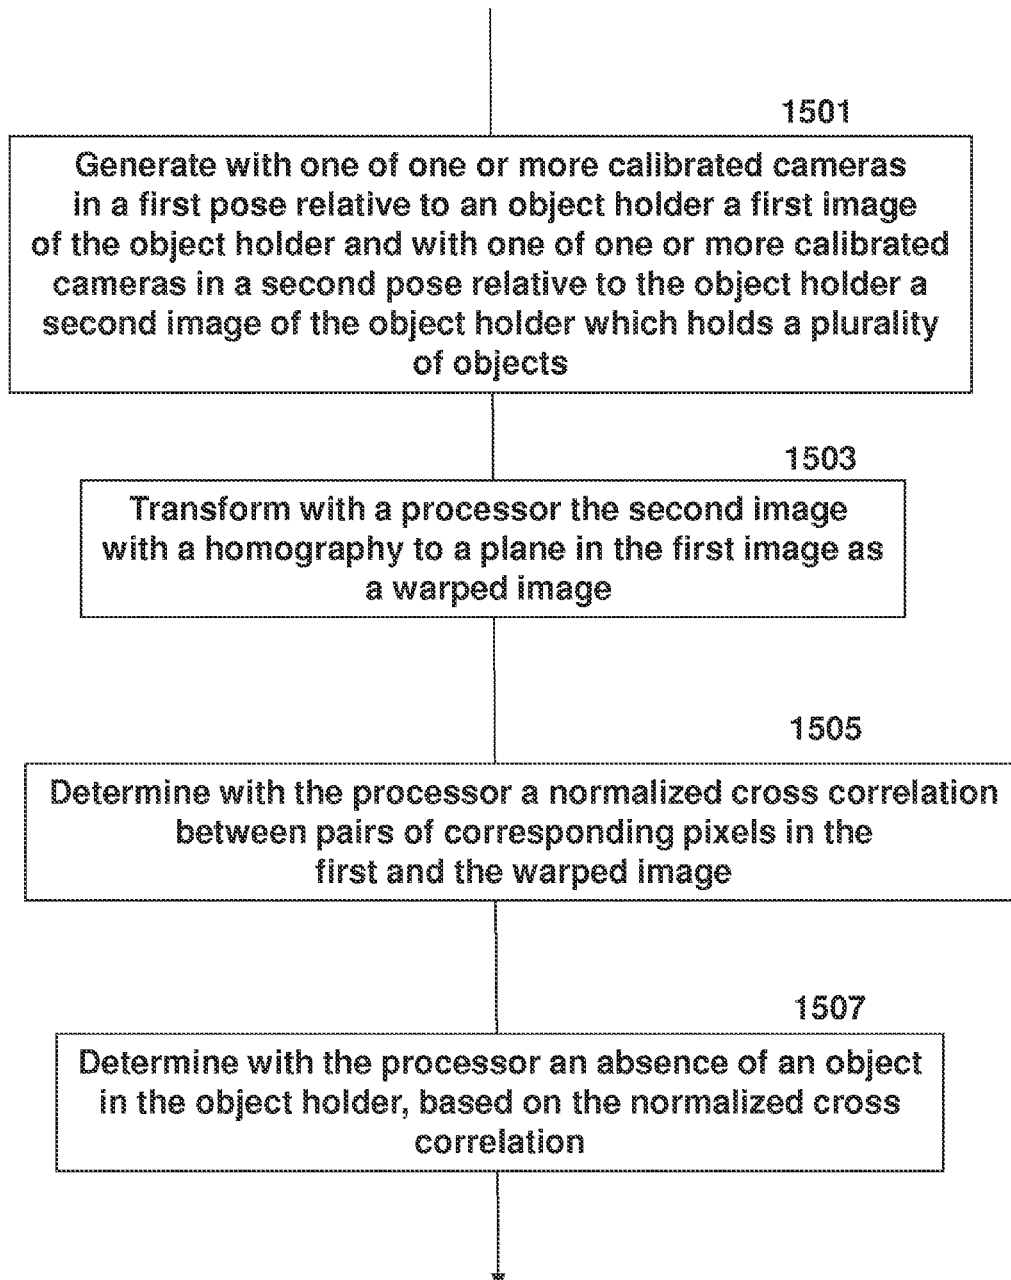 1501
Generate with one of one or more calibrated cameras
in a first pose relative to an object holder a first image
of the object holder and with one of one or more calibrated
cameras in a second pose relative to the object holder a
second image of the object holder which holds a plurality
of objects
1503
Transform with a processor the second image
with a homography to a plane in the first image as
a warped image
1505
Determine with the processor a normalized cross correlation
between pairs of corresponding pixels in the
first and the warped image
1507
Determine with the processor an absence of an object
in the object holder, based on the normalized cross
correlation